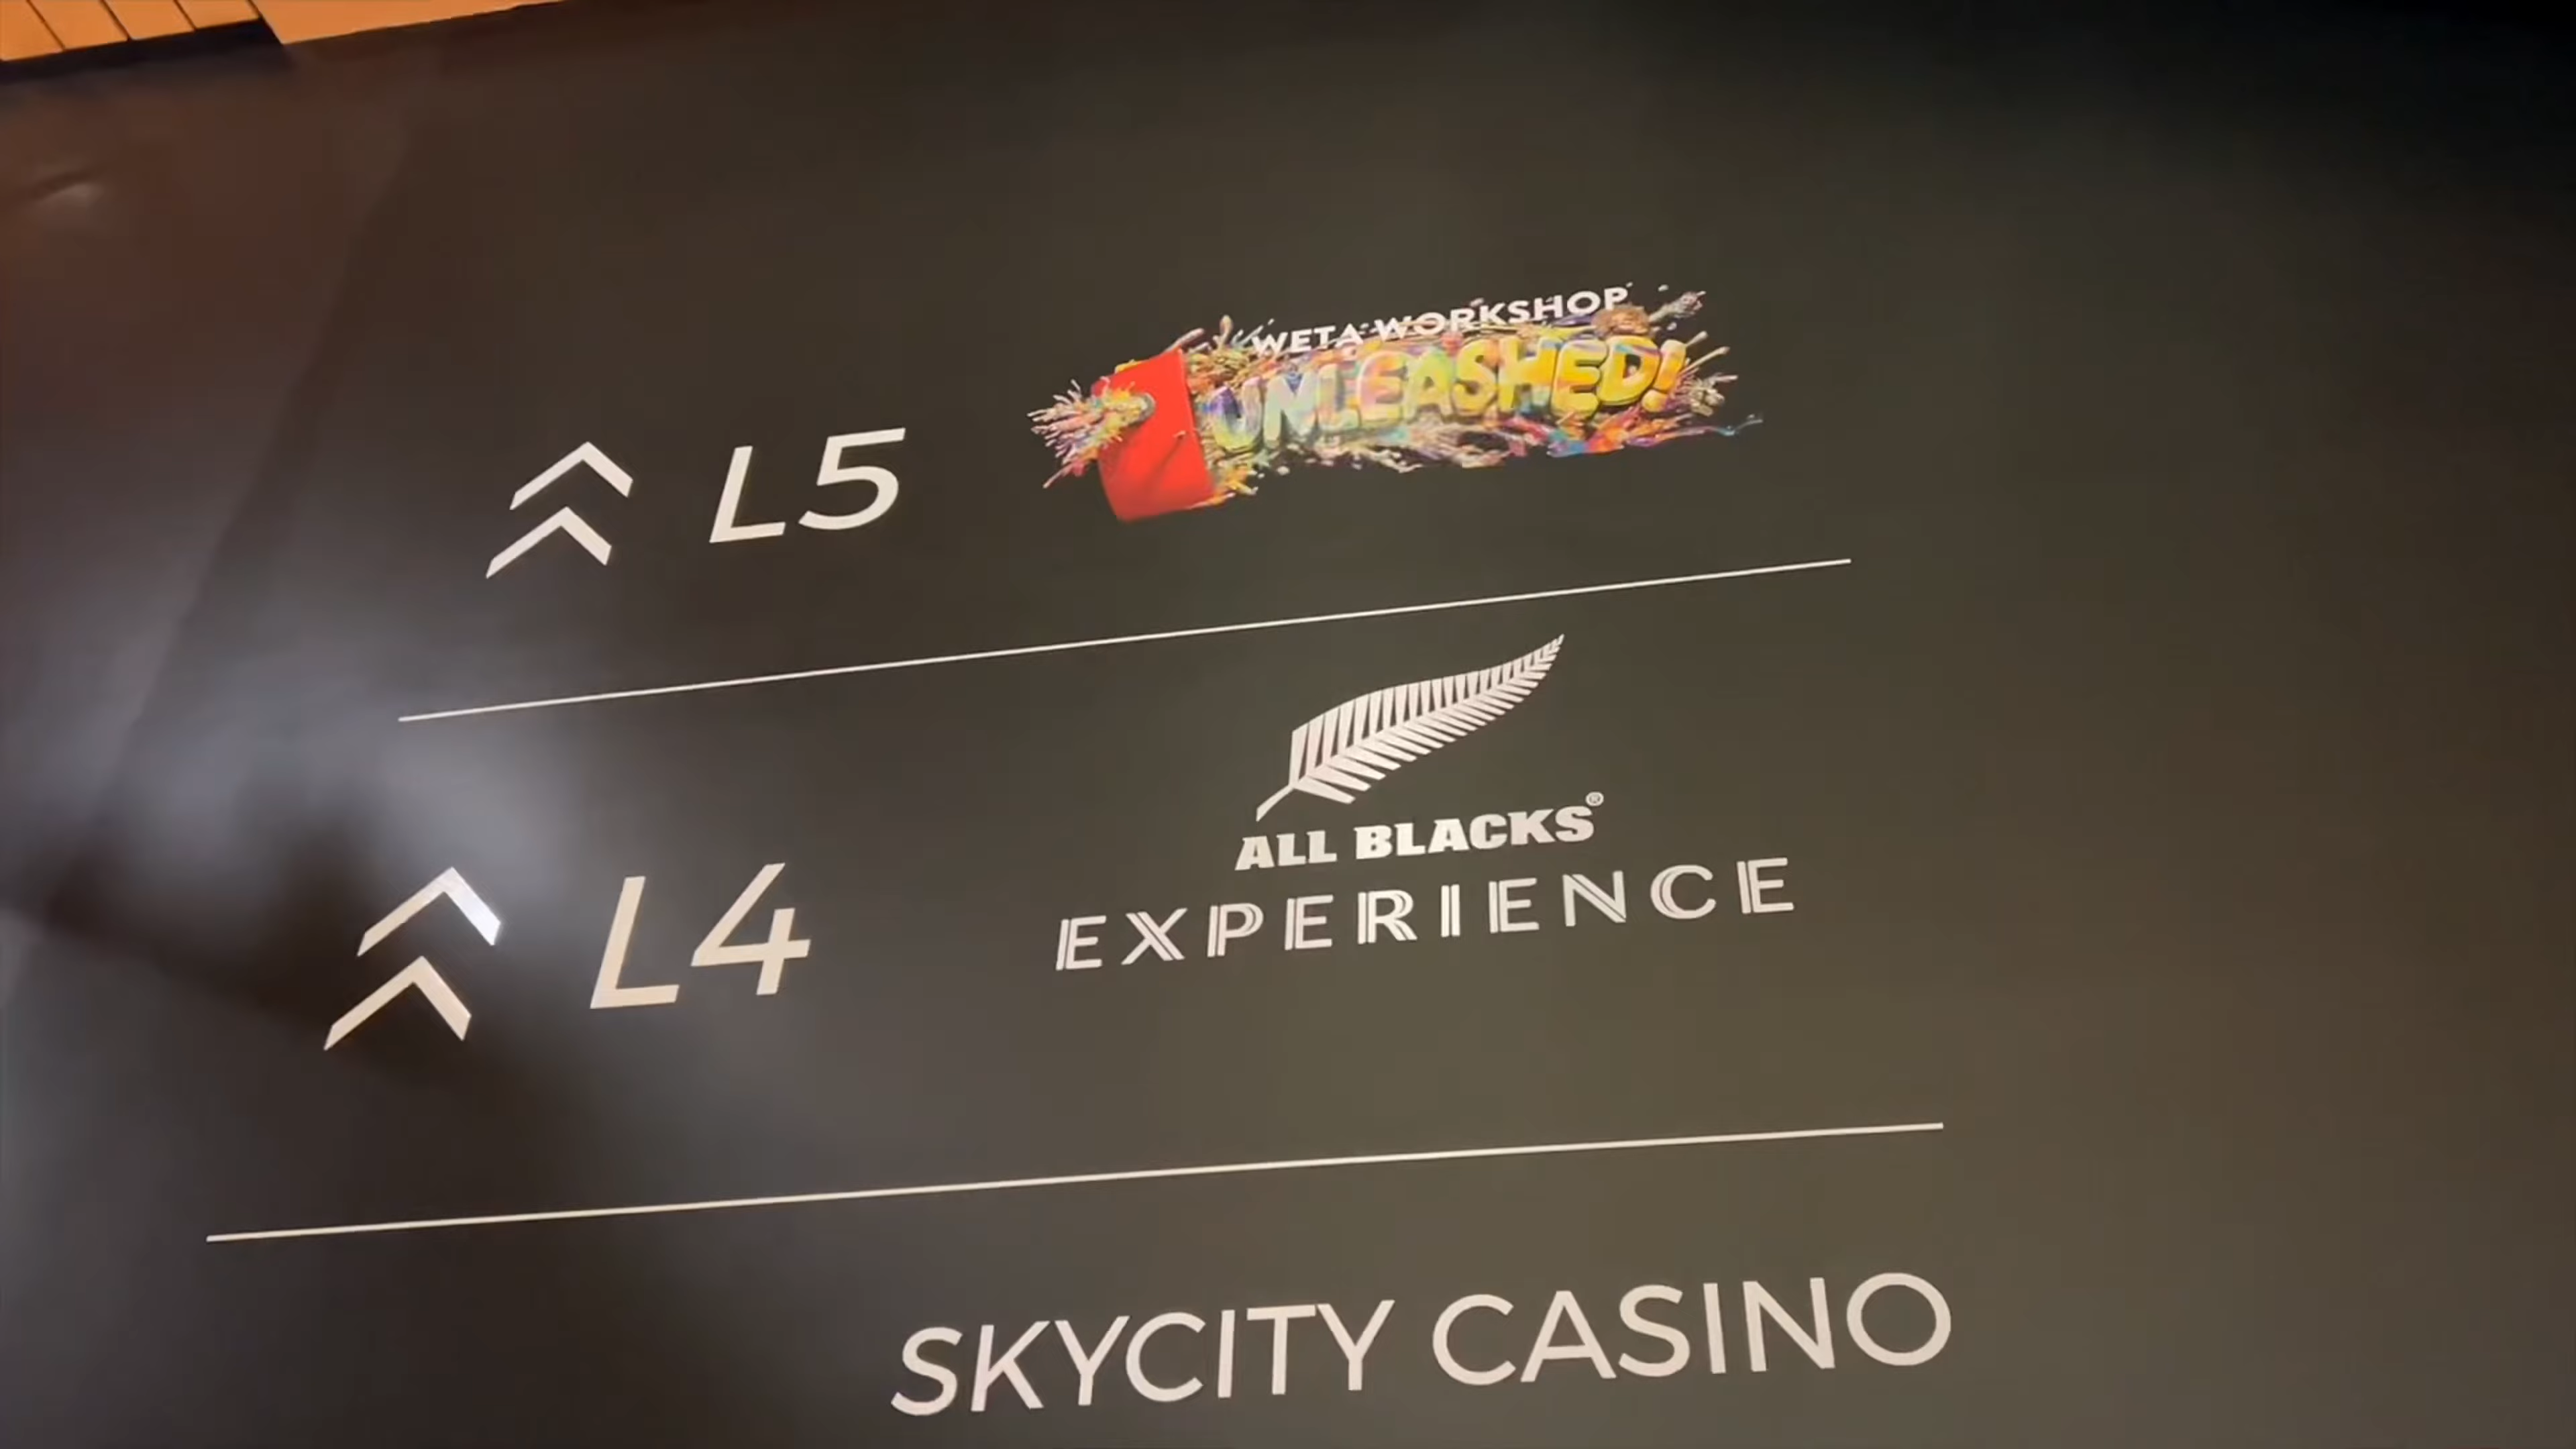 L5
WETA WORKSHOP
UNLEASHED!
L4
ALL BLACKS®
EXPERIENCE
SKYCITY CASINO